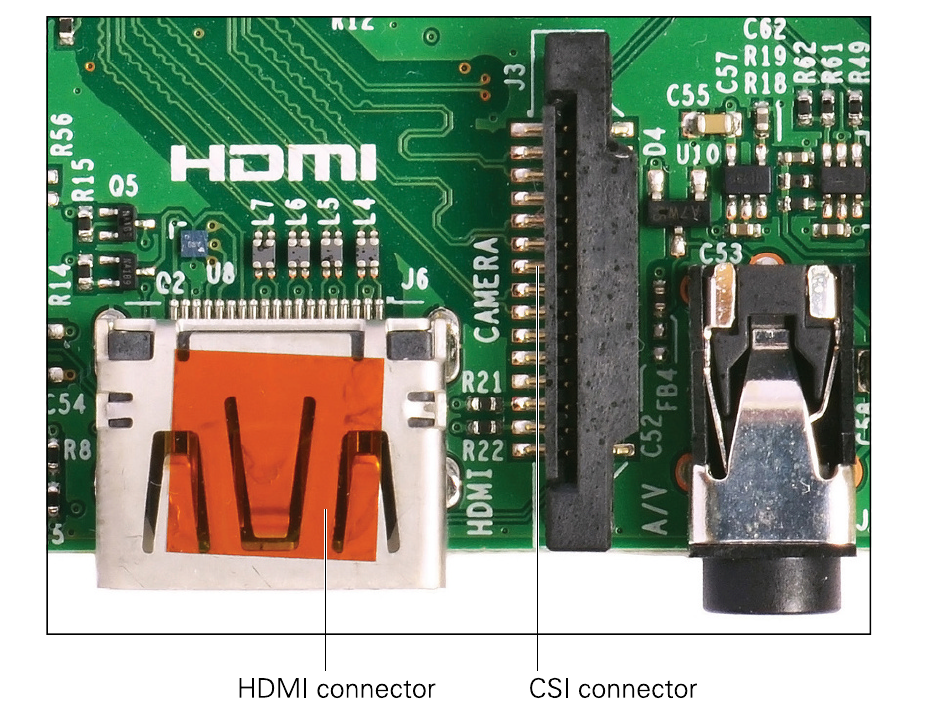 R12
C62
R19
R18
C57
R62
R61
R49
J3
C55
D4
U10
R56
R15
Q5
HDMI
L7
L6
L5
L4
R14
Q2
U8
J6
CAMERA
C53
C54
R8
R21
R22
HDMI
C52
FB4
A/V
HDMI connector
CSI connector